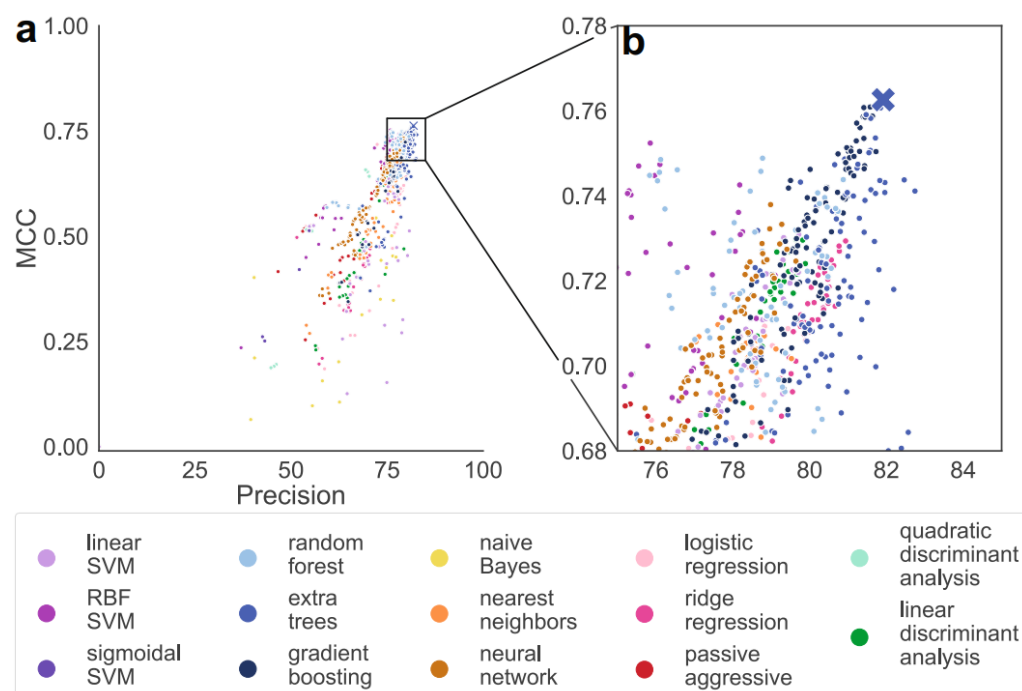 a
1.00
0.75
0.50
0.25
0.00
MCC
0
25
50
75
100
Precision
b
0.78
0.76
0.74
0.72
0.70
0.68
76
78
80
82
84
linear
SVM
RBF
SVM
sigmoidal
SVM
random
forest
extra
trees
gradient
boosting
naive
Bayes
nearest
neighbors
neural
network
logistic
regression
ridge
regression
passive
aggressive
quadratic
discriminant
analysis
linear
discriminant
analysis